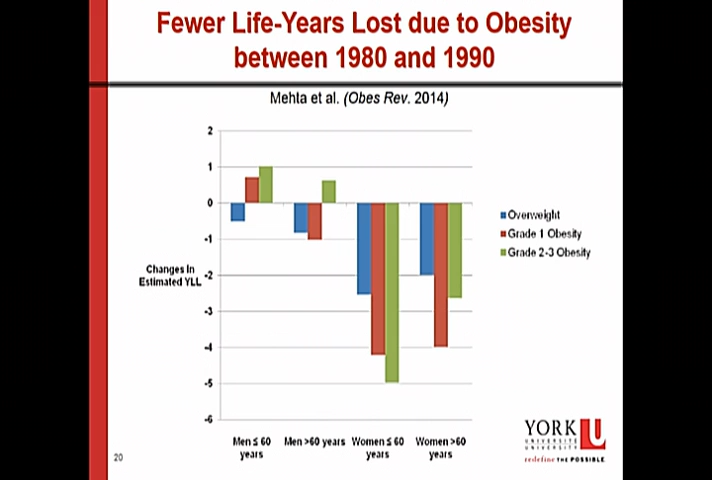 Fewer Life-Years Lost due to Obesity
between 1980 and 1990
Mehta et al. (Obes Rev. 2014)
2
1
0
-1
-2
-3
-4
-5
-6
Changes In
Estimated YLL
Men ≤ 60
years
Men >60 years
Women ≤ 60
years
Women >60
years
Overweight
Grade 1 Obesity
Grade 2-3 Obesity
20
YORK U
UNIVERSITÉ
UNIVERSITY
redefine THE POSSIBLE.